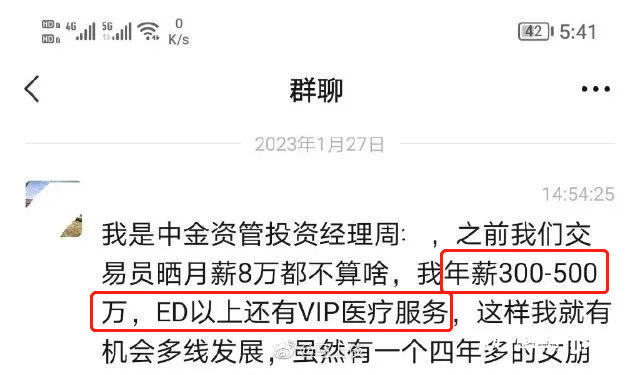 HD 4G 5G 0 K/s 42 5:41
群聊
2023年1月27日
14:54:25
我是中金资管投资经理周: ，之前我们交
易员晒月薪8万都不算啥，我年薪300-500
万，ED以上还有VIP医疗服务，这样我就有
机会多线发展，虽然有一个四年多的女朋